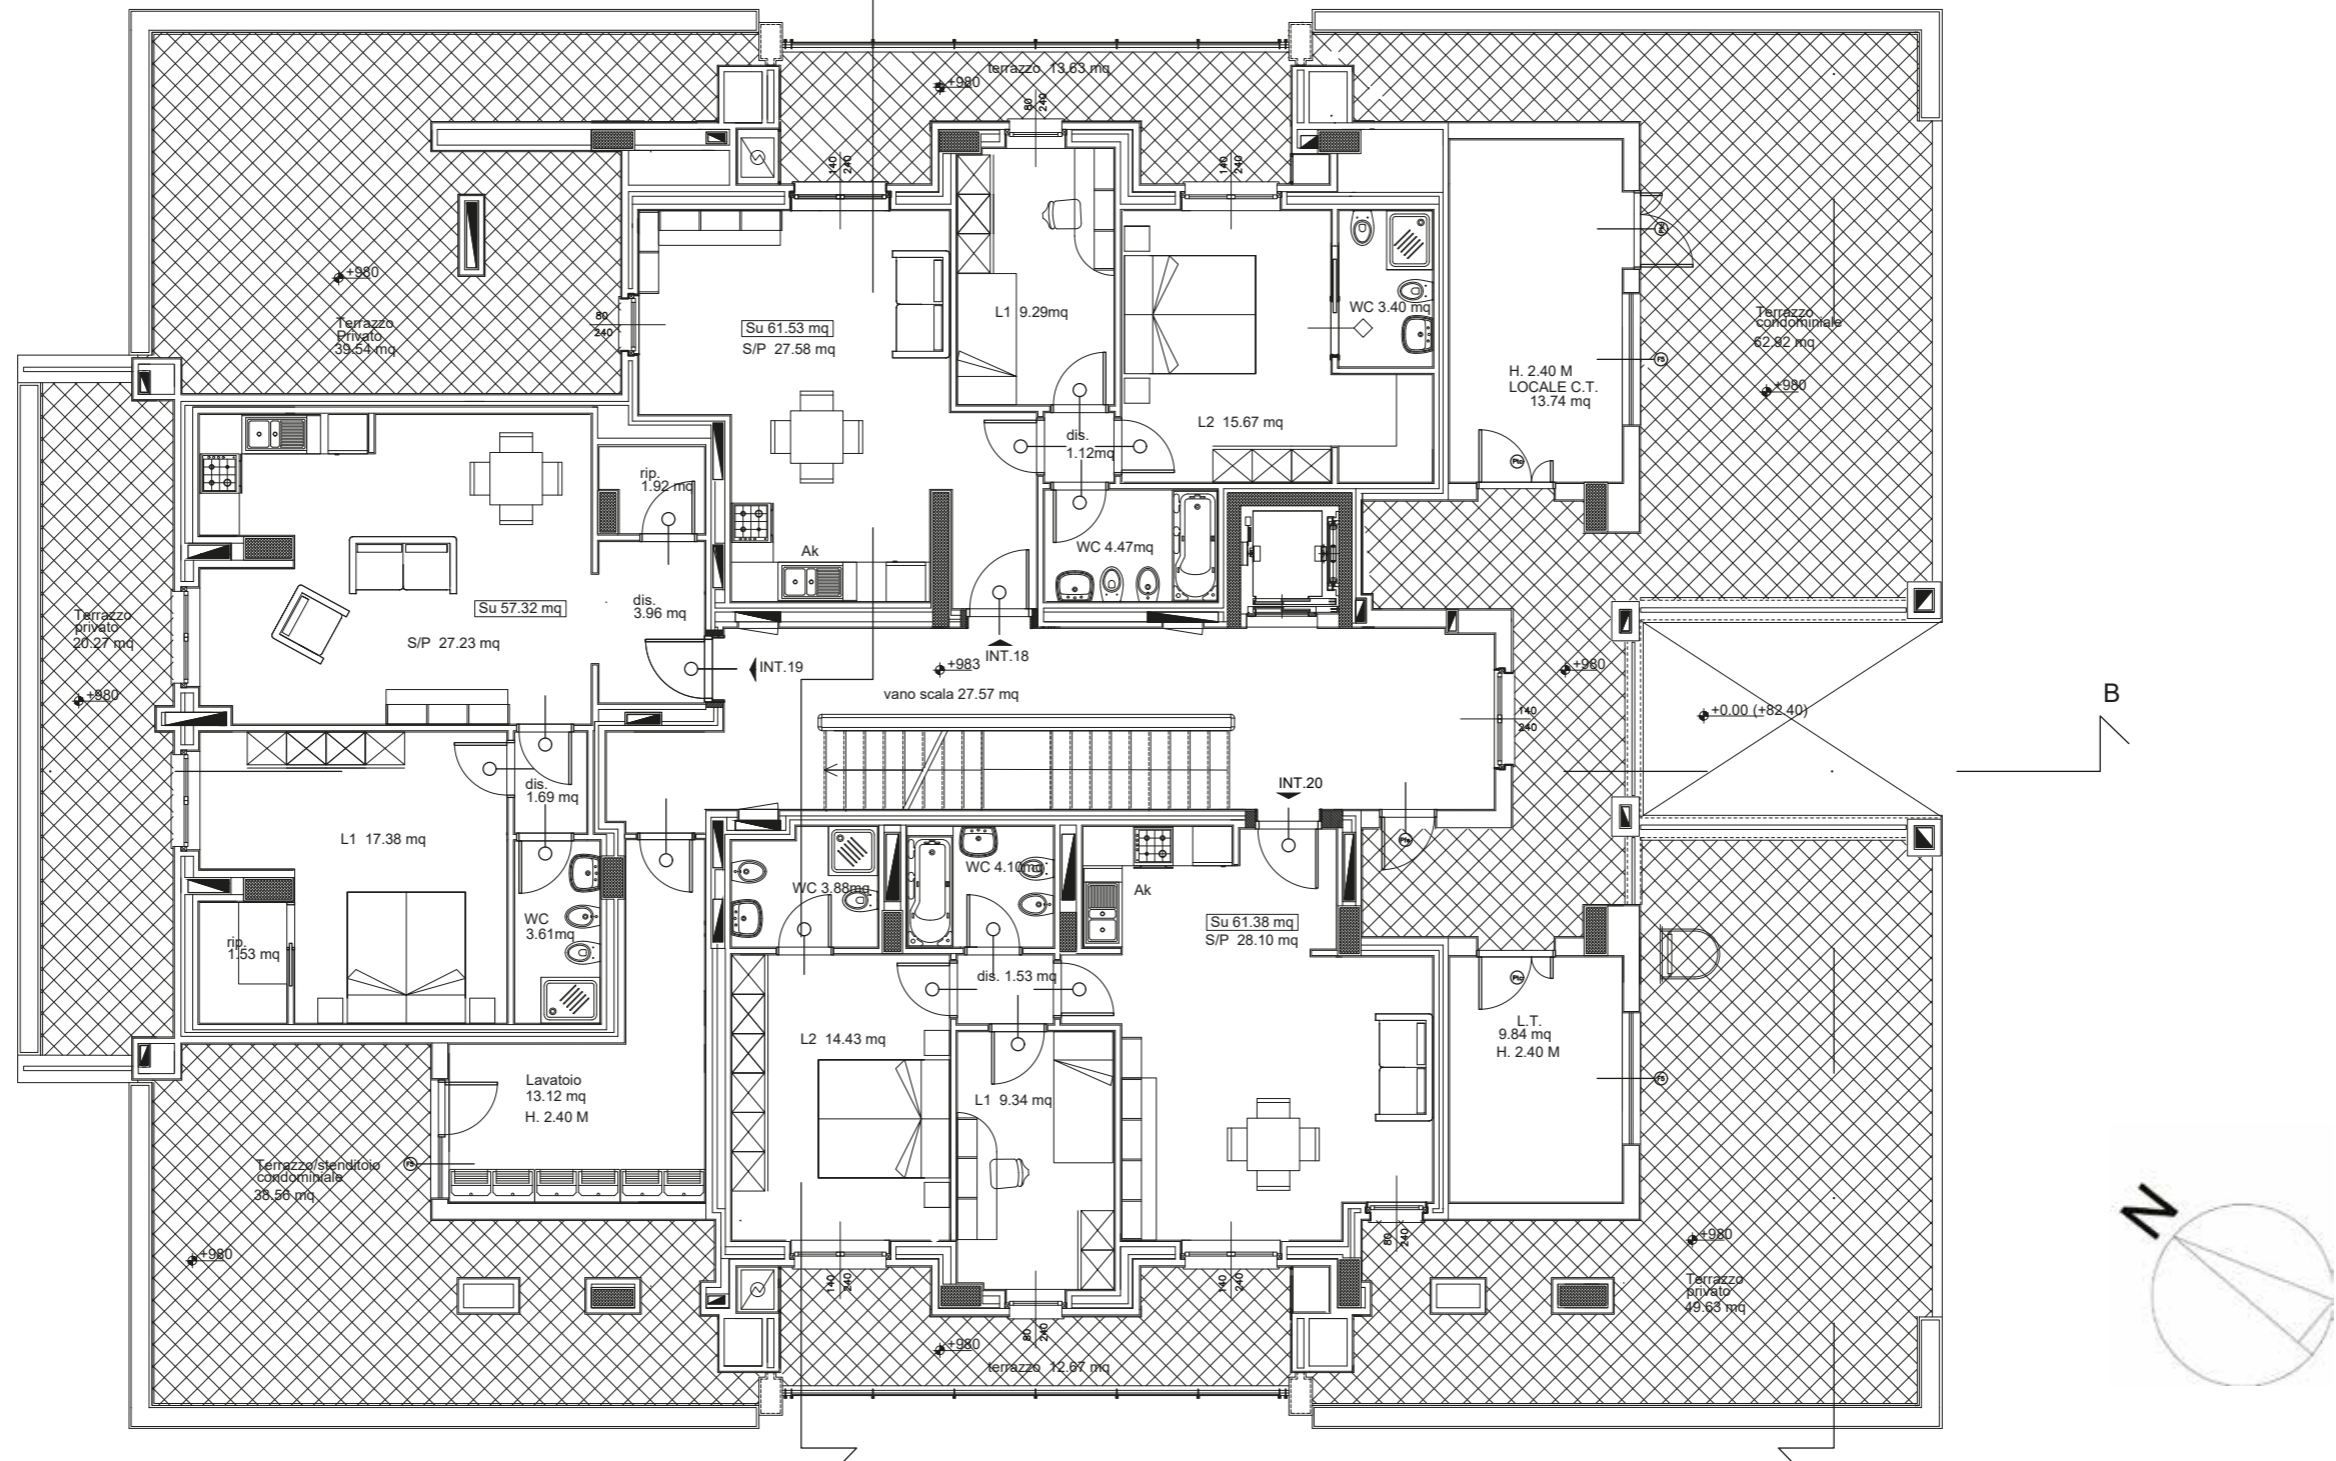 terrazzo 13.63 mq
+980
80
240
140
240
140
240
+980
Terrazzo
Privato
39.54 mq
80
240
Su 61.53 mq
S/P 27.58 mq
L1 9.29mq
WC 3.40 mq
L2 15.67 mq
dis.
1.12mq
H. 2.40 M
LOCALE C.T.
13.74 mq
Terrazzo
condominiale
62.92 mq
+980
rip.
1.92 mq
Ak
WC 4.47mq
Su 57.32 mq
S/P 27.23 mq
dis.
3.96 mq
Terrazzo
privato
20.27 mq
+980
INT.19
INT.18
+983
vano scala 27.57 mq
+980
+0.00 (+82.40)
B
140
240
INT.20
dis.
1.69 mq
L1 17.38 mq
WC 3.88mq
WC 4.10mq
Ak
Su 61.38 mq
S/P 28.10 mq
WC
3.61mq
rip.
1.53 mq
dis. 1.53 mq
L2 14.43 mq
L1 9.34 mq
L.T.
9.84 mq
H. 2.40 M
Lavatoio
13.12 mq
H. 2.40 M
Terrazzo/stenditoio
condominiale
38.56 mq
+980
80
240
+980
Terrazzo
privato
49.63 mq
N
140
240
140
240
80
240
+980
terrazzo 12.67 mq